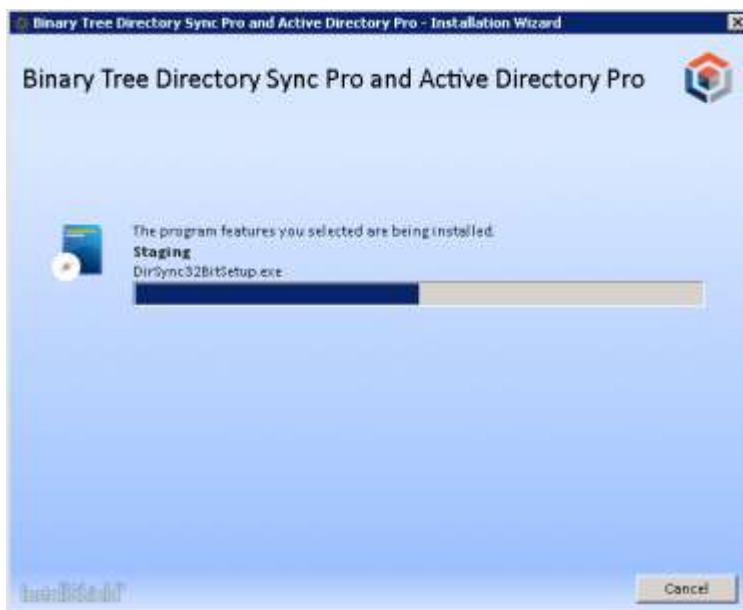 Binary Tree Directory Sync Pro and Active Directory Pro - Installation Wizard
Binary Tree Directory Sync Pro and Active Directory Pro
The program features you selected are being installed.
Staging
DirSync32BitSetup.exe
InstallShield
Cancel